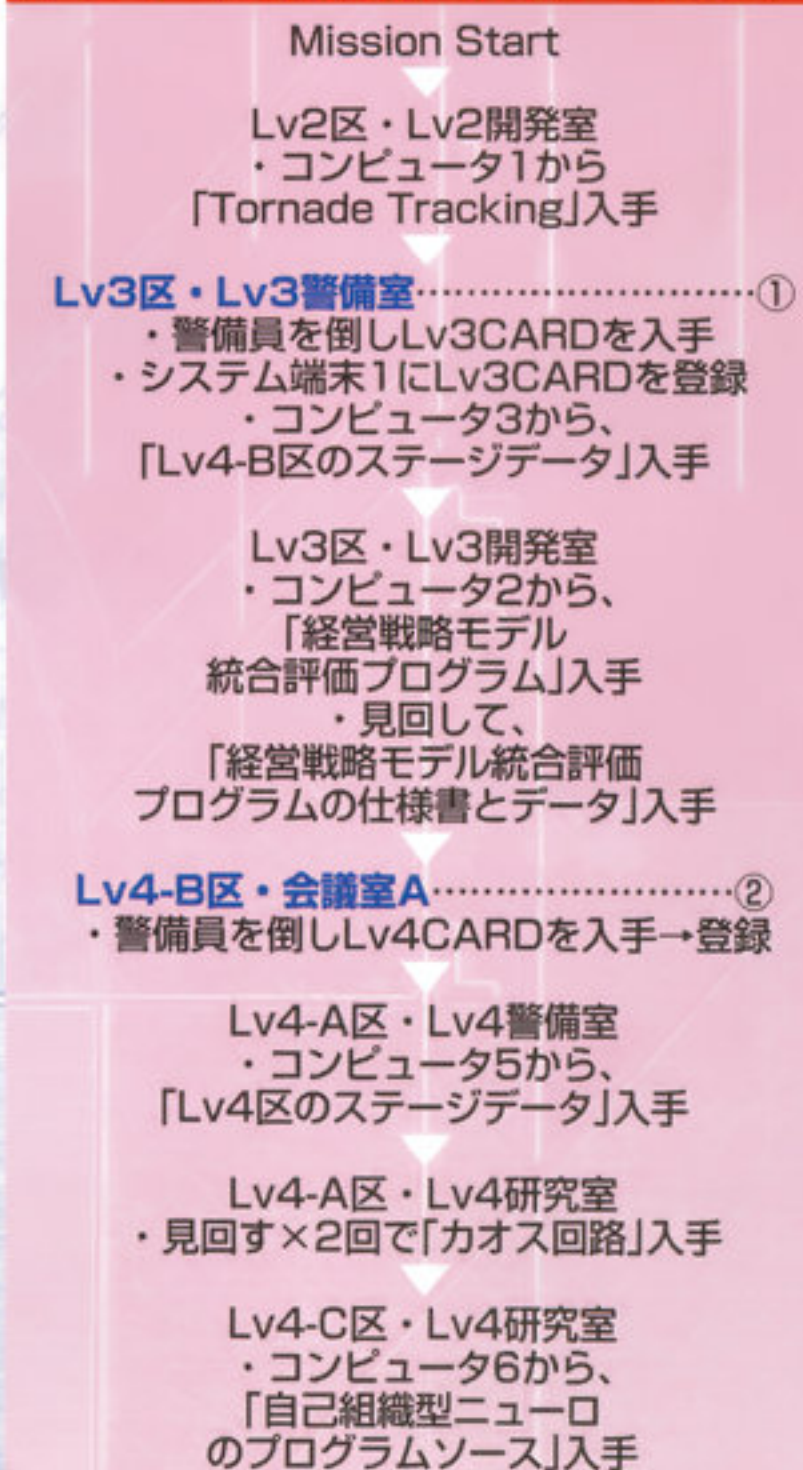 Mission Start
Lv2区・Lv2開発室
・コンピュータ1から
「Tornade Tracking」入手
Lv3区・Lv3警備室…………………………①
・警備員を倒しLv3CARDを入手
・システム端末1にLv3CARDを登録
・コンピュータ3から、
「Lv4-B区のステージデータ」入手
Lv3区・Lv3開発室
・コンピュータ2から、
「経営戦略モデル
統合評価プログラム」入手
・見回して、
「経営戦略モデル統合評価
プログラムの仕様書とデータ」入手
Lv4-B区・会議室A………………………②
・警備員を倒しLv4CARDを入手→登録
Lv4-A区・Lv4警備室
・コンピュータ5から、
「Lv4区のステージデータ」入手
Lv4-A区・Lv4研究室
・見回す×2回で「カオス回路」入手
Lv4-C区・Lv4研究室
・コンピュータ6から、
「自己組織型ニューロ
のプログラムソース」入手